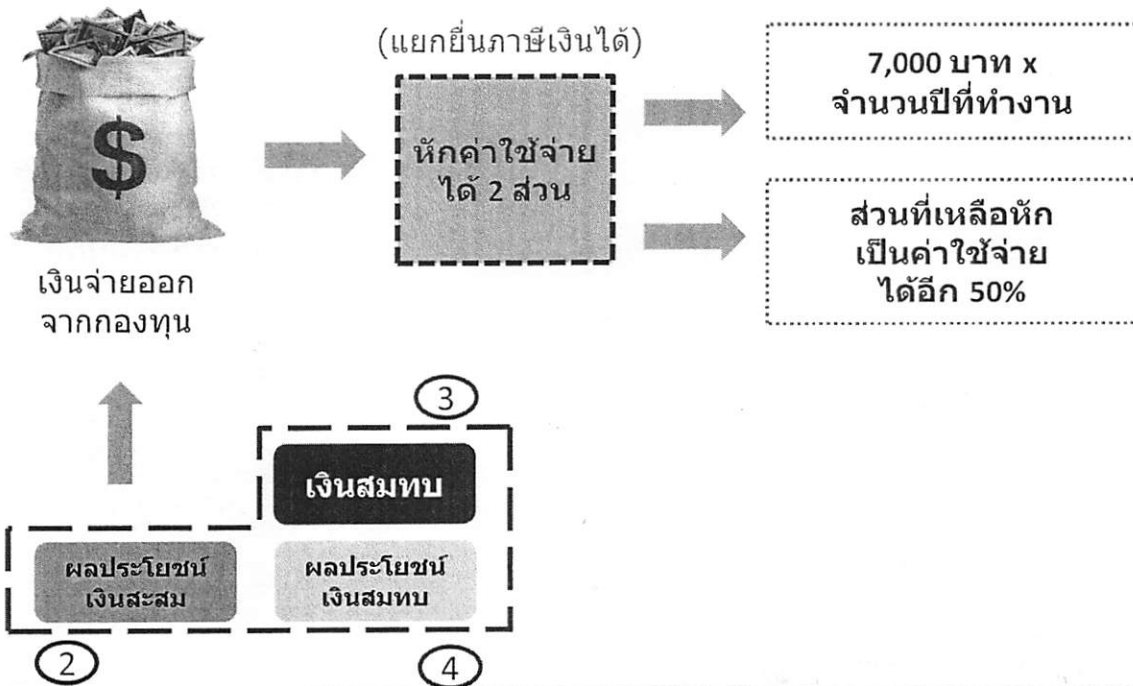 (แยกยื่นภาษีเงินได้)
7,000 บาท x
จำนวนปีที่ทำงาน
$
หักค่าใช้จ่าย
ได้ 2 ส่วน
ส่วนที่เหลือหัก
เป็นค่าใช้จ่าย
ได้อีก 50%
เงินจ่ายออก
จากกองทุน
3
เงินสมทบ
ผลประโยชน์
เงินสะสม
ผลประโยชน์
เงินสมทบ
2
4